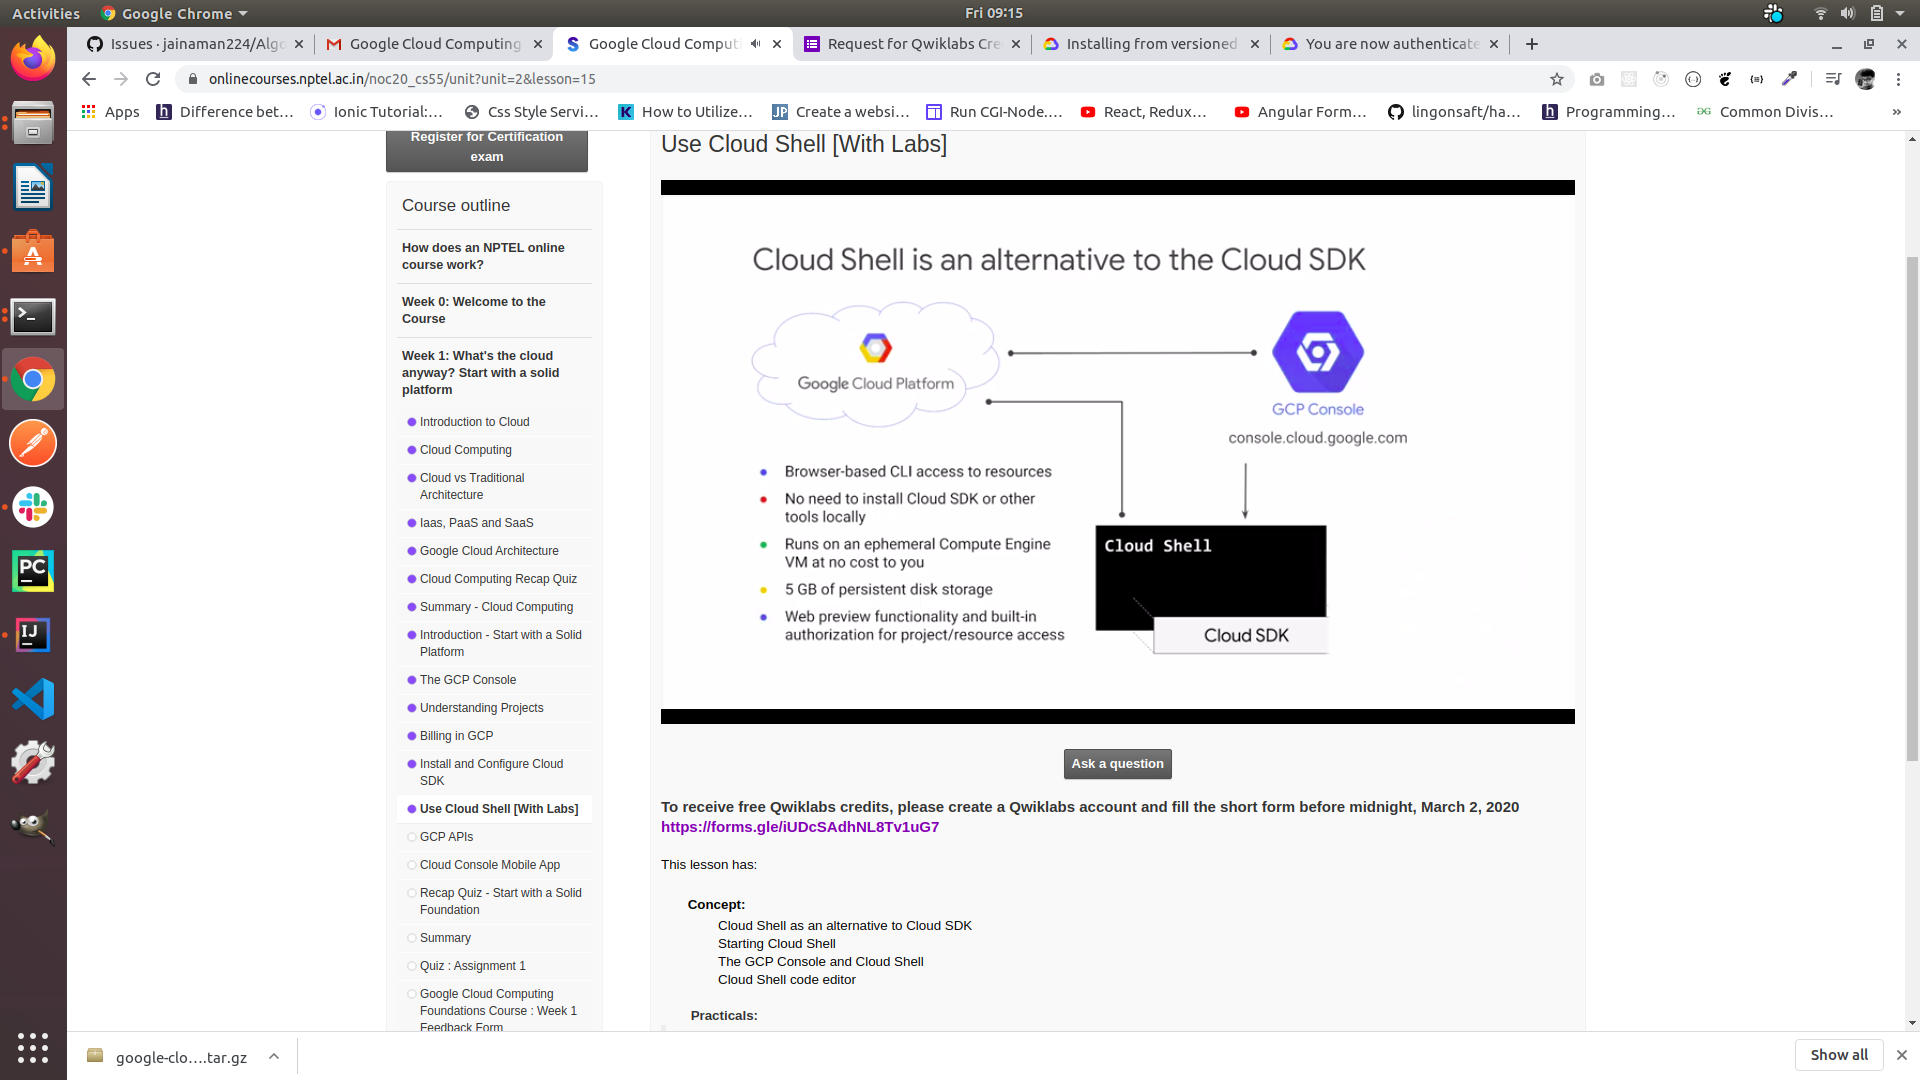 Activities
Google Chrome
Fri 09:15
Issues · jainaman224/Algo
Google Cloud Computing
Google Cloud Computi
Request for Qwiklabs Cre
Installing from versioned
You are now authenticate
onlinecourses.nptel.ac.in/noc20_cs55/unit?unit=2&lesson=15
Apps
Difference bet…
Ionic Tutorial:…
Css Style Servi…
How to Utilize…
Create a websi…
Run CGI-Node.…
React, Redux…
Angular Form…
lingonsaft/ha…
Programming…
Common Divis…
Register for Certification
exam
Course outline
How does an NPTEL online
course work?
Week 0: Welcome to the
Course
Week 1: What's the cloud
anyway? Start with a solid
platform
Introduction to Cloud
Cloud Computing
Cloud vs Traditional
Architecture
Iaas, PaaS and SaaS
Google Cloud Architecture
Cloud Computing Recap Quiz
Summary - Cloud Computing
Introduction - Start with a Solid
Platform
The GCP Console
Understanding Projects
Billing in GCP
Install and Configure Cloud
SDK
Use Cloud Shell [With Labs]
GCP APIs
Cloud Console Mobile App
Recap Quiz - Start with a Solid
Foundation
Summary
Quiz : Assignment 1
Google Cloud Computing
Foundations Course : Week 1
Feedback Form
Use Cloud Shell [With Labs]
Cloud Shell is an alternative to the Cloud SDK
Google Cloud Platform
GCP Console
console.cloud.google.com
Browser-based CLI access to resources
No need to install Cloud SDK or other
tools locally
Runs on an ephemeral Compute Engine
VM at no cost to you
5 GB of persistent disk storage
Web preview functionality and built-in
authorization for project/resource access
Cloud Shell
Cloud SDK
Ask a question
To receive free Qwiklabs credits, please create a Qwiklabs account and fill the short form before midnight, March 2, 2020
https://forms.gle/iUDcSAdhNL8Tv1uG7
This lesson has:
Concept:
Cloud Shell as an alternative to Cloud SDK
Starting Cloud Shell
The GCP Console and Cloud Shell
Cloud Shell code editor
Practicals:
google-clo….tar.gz
Show all